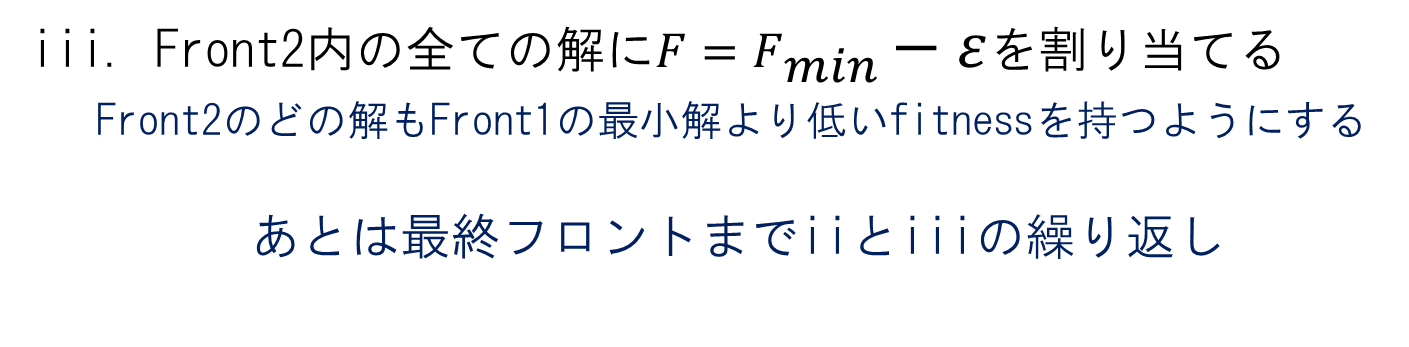 iii. Front2内の全ての解にF = F_min − εを割り当てる
Front2のどの解もFront1の最小解より低いfitnessを持つようにする
あとは最終フロントまでiiとiiiの繰り返し